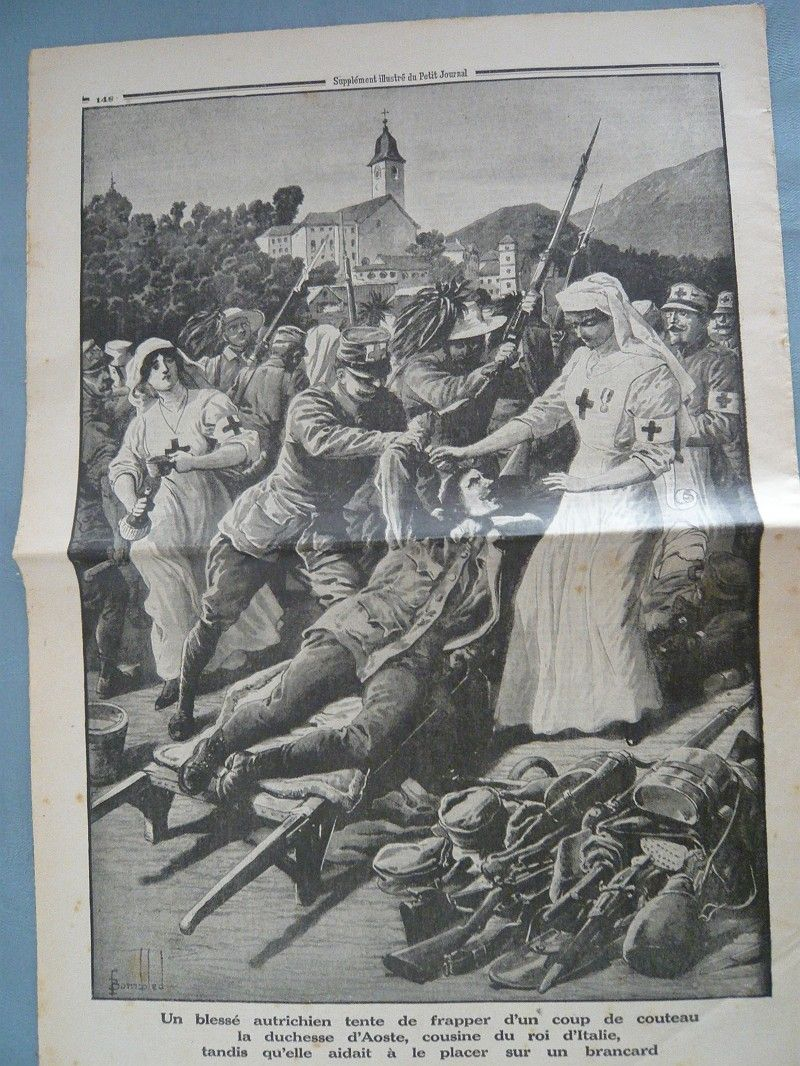 148
Supplément illustré du Petit Journal
Un blessé autrichien tente de frapper d'un coup de couteau
la duchesse d'Aoste, cousine du roi d'Italie,
tandis qu'elle aidait à le placer sur un brancard